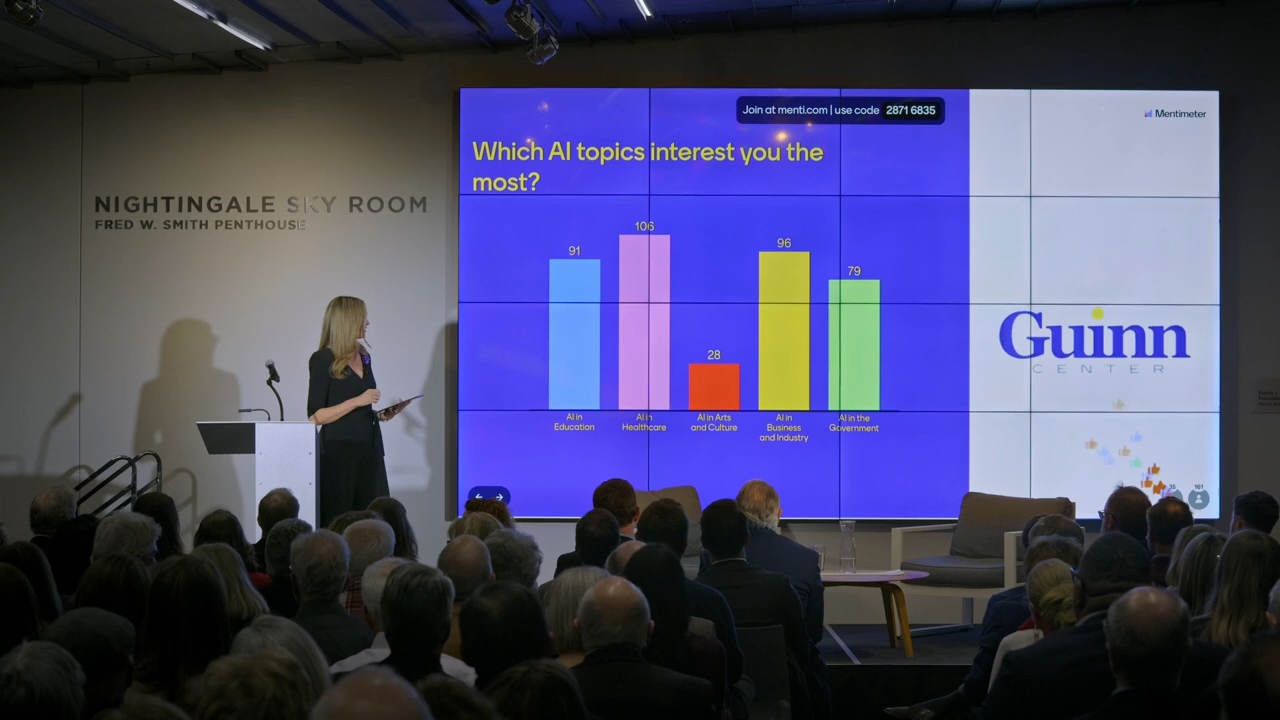 NIGHTINGALE SKY ROOM
FRED W. SMITH PENTHOUSE
Join at menti.com | use code 2871 6835
Mentimeter
Which AI topics interest you the
most?
91
106
28
96
79
AI in
Education
AI in
Healthcare
AI in Arts
and Culture
AI in
Business
and Industry
AI in the
Government
Guinn
CENTER
35
161